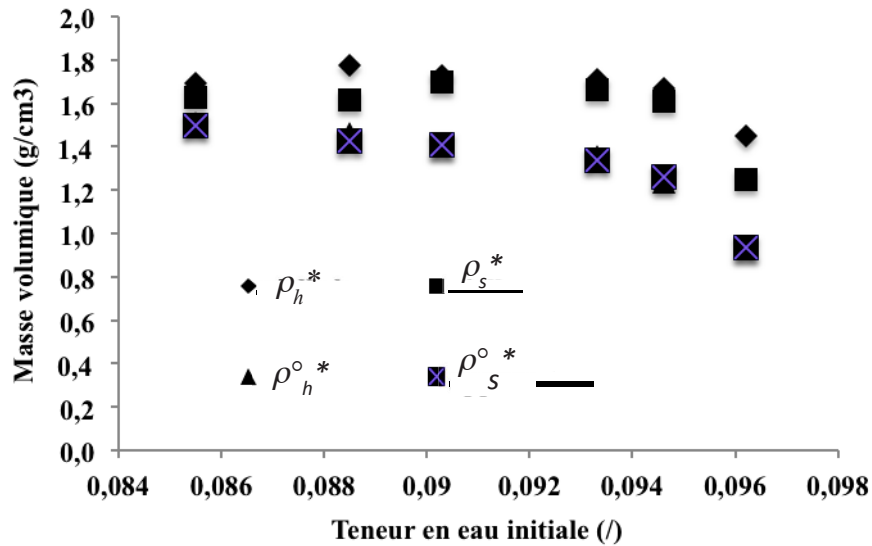 2,0
1,8
1,6
1,4
1,2
1,0
0,8
0,6
0,4
0,2
0,0
Masse volumique (g/cm3)
ρh*
ρs*
ρ°h*
ρ°s*
0,084 0,086 0,088 0,09 0,092 0,094 0,096 0,098
Teneur en eau initiale (/)